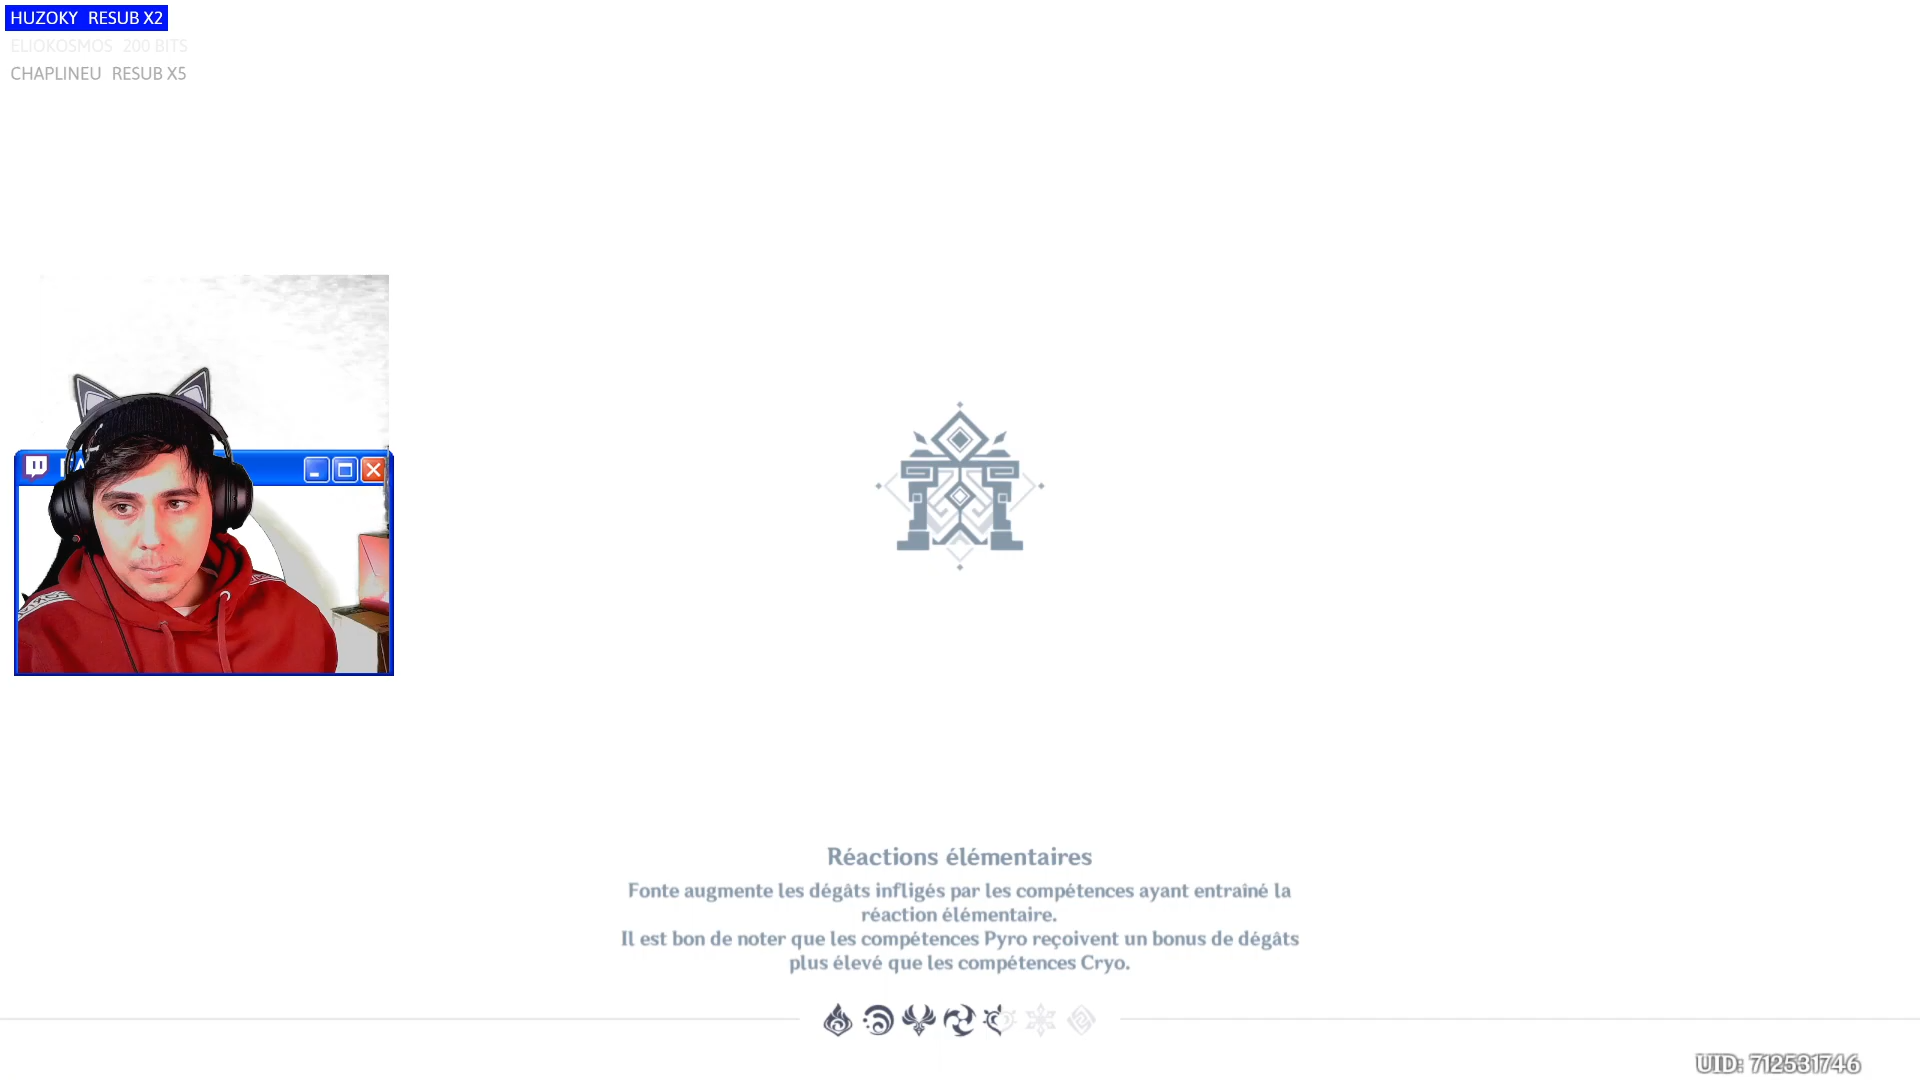 HUZOKY RESUB X2
ELIOKOSMOS 200 BITS
CHAPLINEU RESUB X5
Réactions élémentaires
Fonte augmente les dégâts infligés par les compétences ayant entraîné la
réaction élémentaire.
Il est bon de noter que les compétences Pyro reçoivent un bonus de dégâts
plus élevé que les compétences Cryo.
UID: 712531746